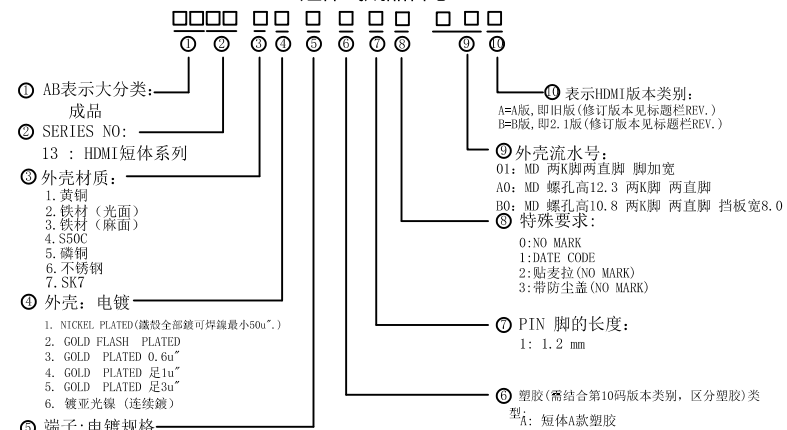 ① ② ③ ④ ⑤ ⑥ ⑦ ⑧ ⑨ ⑩
① AB表示大分类:
成品
② SERIES NO:
13 : HDMI短体系列
③ 外壳材质:
1.黄铜
2.铁材（光面）
3.铁材（麻面）
4.S50C
5.磷铜
6.不锈钢
7.SK7
④ 外壳: 电镀
1. NICKEL PLATED(鐵殼全部鍍可焊鎳最小50u".)
2. GOLD FLASH PLATED
3. GOLD PLATED 0.6u"
4. GOLD PLATED 足1u"
5. GOLD PLATED 足3u"
6. 镀亚光镍 （连续鍍）
⑤ 端子:电镀规格
⑩ 表示HDMI版本类别:
A=A版,即旧版(修订版本见标题栏REV.)
B=B版,即2.1版(修订版本见标题栏REV.)
⑨ 外壳流水号:
01: MD 两K脚两直脚 脚加宽
A0: MD 螺孔高12.3 两K脚 两直脚
B0: MD 螺孔高10.8 两K脚 两直脚 挡板宽8.0
⑧ 特殊要求:
0:NO MARK
1:DATE CODE
2:贴麦拉(NO MARK)
3:带防尘盖(NO MARK)
⑦ PIN 脚的长度:
1: 1.2 mm
⑥ 塑胶(需结合第10码版本类别，区分塑胶)类
型:
A: 短体A款塑胶